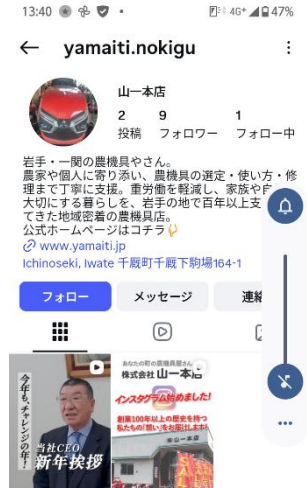 13:40
4G+ 47%
yamaiti.nokigu
山一本店
2 9 1
投稿 フォロワー フォロー中
岩手・一関の農機具やさん。
農家や個人に寄り添い、農機具の選定・使い方・修
理まで丁寧に支援。重労働を軽減し、家族や
大切にする暮らしを、岩手の地で百年以上支
てきた地域密着の農機具店。
公式ホームページはコチラ
www.yamaiti.jp
Ichinoseki, Iwate 千厩町千厩下駒場
164-1
フォロー メッセージ 連絡
今年も、チャレンジの年!
当社CEO
新年挨拶
あなたの町の農機具屋さん
株式会社 山一本店
インスタグラム始めました!
創業100年以上の歴史を持つ
私たちの「想い」をお届けします!